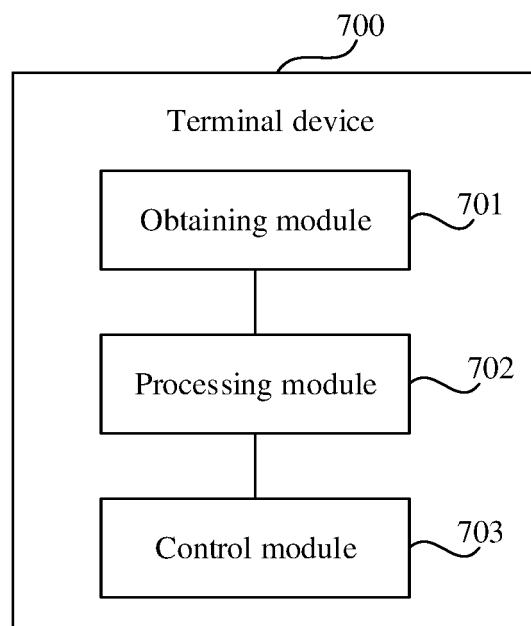 700
Terminal device
Obtaining module
701
Processing module
702
Control module
703